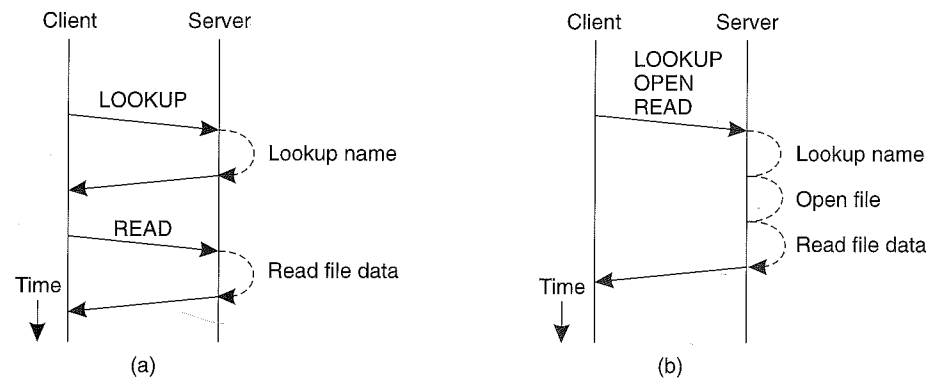 Client
Server
LOOKUP
Lookup name
READ
Read file data
Time
(a)
Client
Server
LOOKUP
OPEN
READ
Lookup name
Open file
Read file data
Time
(b)